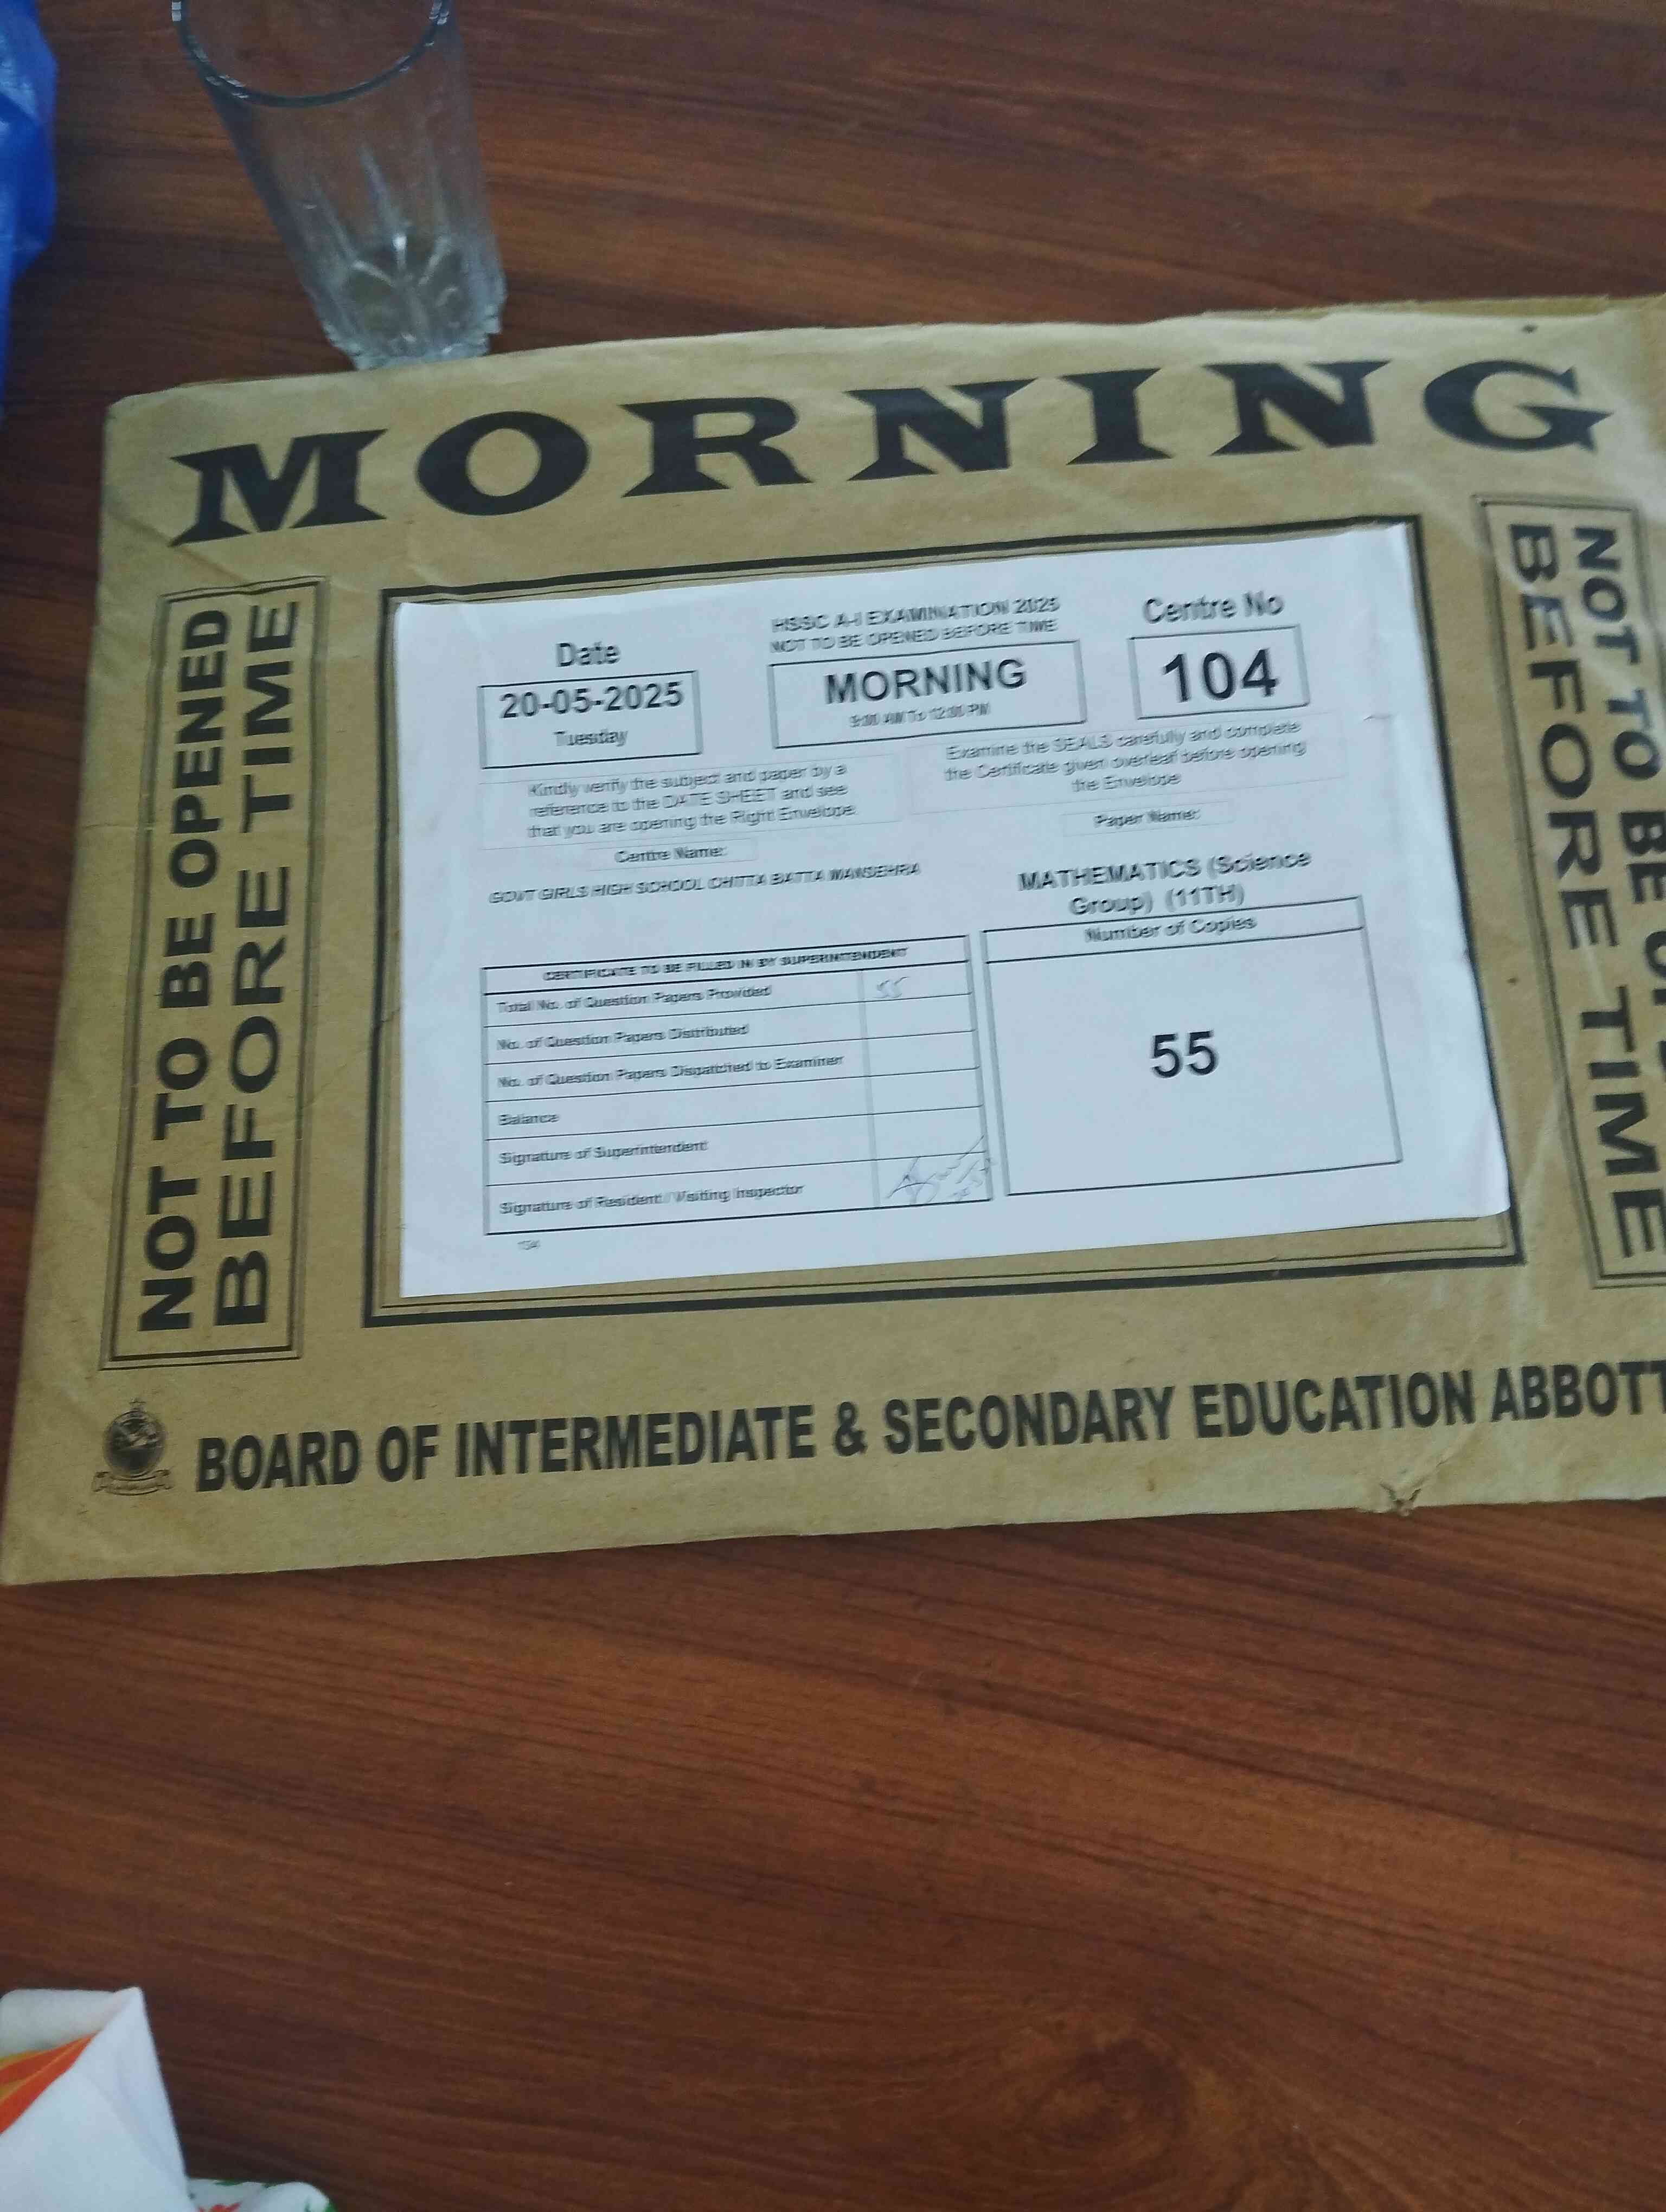 MORNING
NOT TO BE OPENED
BEFORE TIME
Date
20-05-2025
Tuesday
HSSC A-I EXAMINATION 2025
NOT TO BE OPENED BEFORE TIME
MORNING
9:00 AM To 12:00 PM
Centre No
104
Kindly verify the subject and paper by a
reference to the DATE SHEET and see
that you are opening the Right Envelope.
Examine the SEALS carefully and complete
the Certificate given overleaf before opening
the Envelope
Centre Name:
GOVT GIRLS HIGH SCHOOL CHITTA BATTA MANSEHRA
Paper Name:
MATHEMATICS (Science
Group) (11TH)
CERTIFICATE TO BE FILLED IN BY SUPERINTENDENT
Total No. of Question Papers Provided 55
No. of Question Papers Distributed
No. of Question Papers Dispatched to Examiner
Balance
Signature of Superintendent
Signature of Resident / Visiting Inspector
Number of Copies
55
NOT TO BE
BEFORE TIME
BOARD OF INTERMEDIATE & SECONDARY EDUCATION ABBOTT